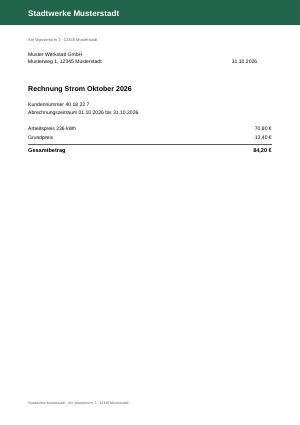 Stadtwerke Musterstadt
Am Wasserturm 3 · 12345 Musterstadt
Muster Werkstatt GmbH
Musterweg 1, 12345 Musterstadt 31.10.2026
Rechnung Strom Oktober 2026
Kundennummer 40 18 22 7
Abrechnungszeitraum 01.10.2026 bis 31.10.2026
Arbeitspreis 236 kWh 70,80 €
Grundpreis 13,40 €
Gesamtbetrag 84,20 €
Stadtwerke Musterstadt · Am Wasserturm 3 · 12345 Musterstadt